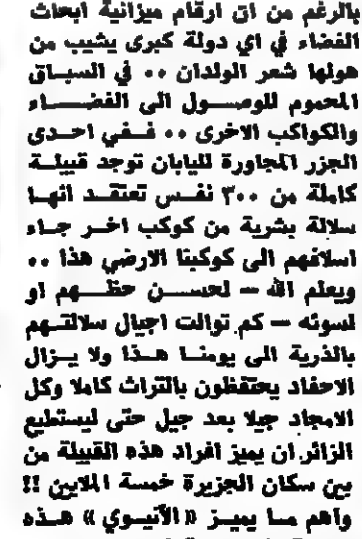 بالرغم من ان ارقام ميزانية ابحاث
الفضاء في اي دولة كبرى يشيب من
هولها شعر الولدان .. في السباق
المحموم للوصول الى الفضاء
والكواكب الاخرى .. ففي احدى
الجزر المجاورة لليابان توجد قبيلة
كاملة من ٣٠٠ نفس تعتقد انها
سلالة بشرية من كوكب اخر جاء
اسلافهم الى كوكبنا الارضي هذا ..
ويعلم الله – لحسن حظهم او
لسوئه – كم توالت اجيال سلالتهم
بالذرية الى يومنا هذا ولا يزال
الاحفاد يحتفظون بالتراث كاملا وكل
الامجاد جيلا بعد جيل حتى ليستطيع
الزائر ان يميز افراد هذه القبيلة من
بين سكان الجزيرة خمسة الملايين !!
واهم ما يميز « الآنيوي » هذه